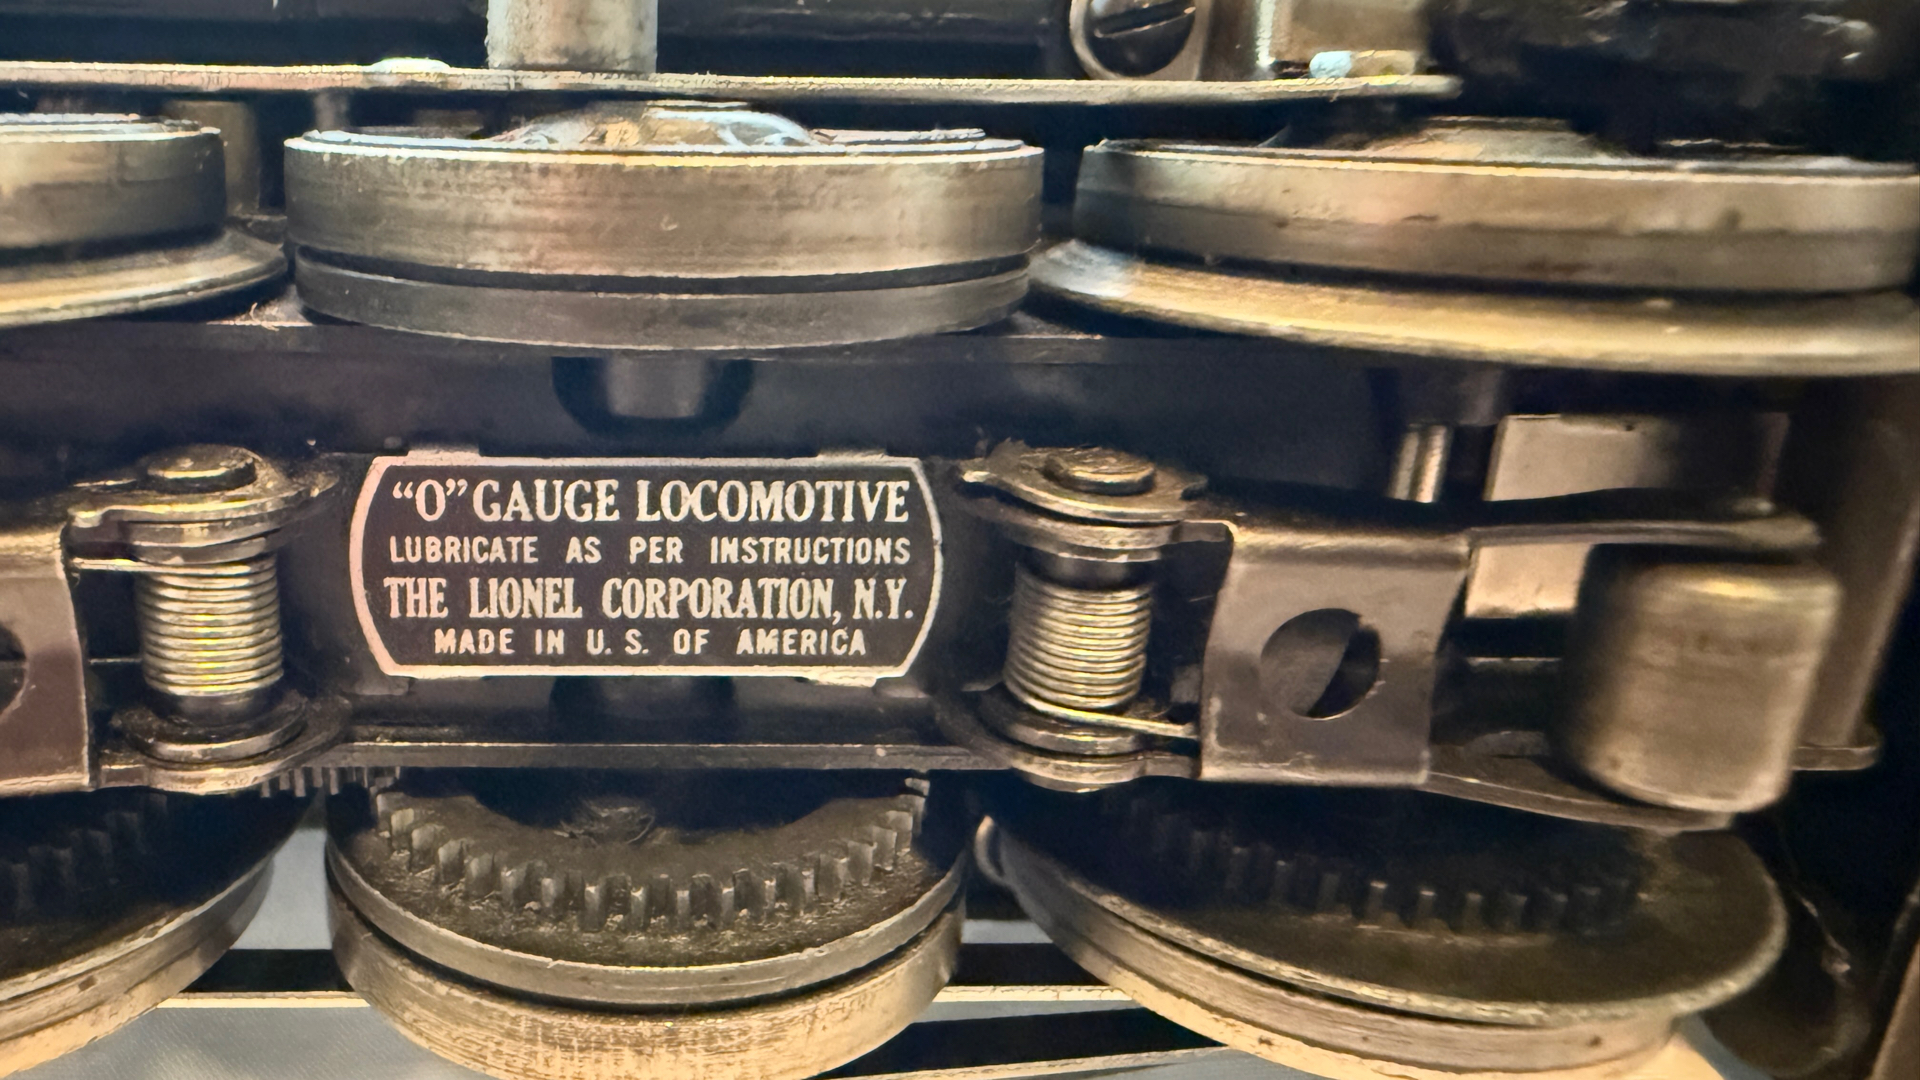 “O” GAUGE LOCOMOTIVE
LUBRICATE AS PER INSTRUCTIONS
THE LIONEL CORPORATION, N.Y.
MADE IN U. S. OF AMERICA